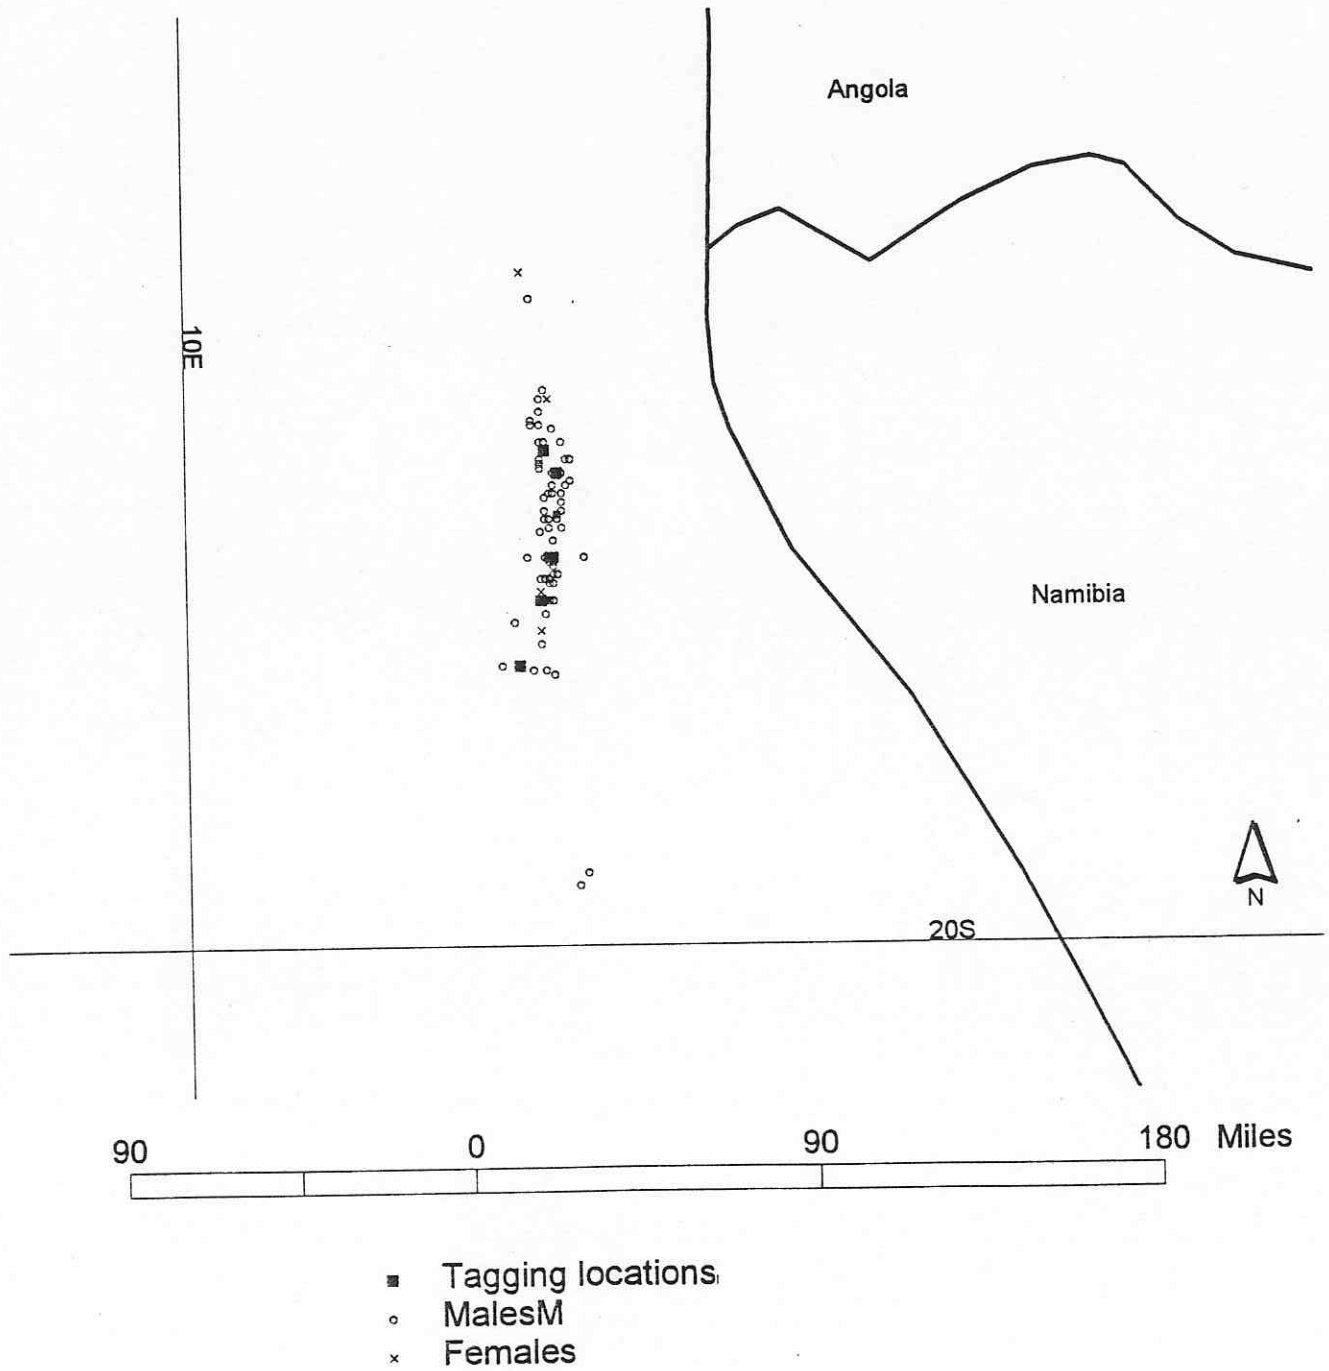 Angola
10E
Namibia
N
20S
90 0 90 180 Miles
Tagging locations
MalesM
Females